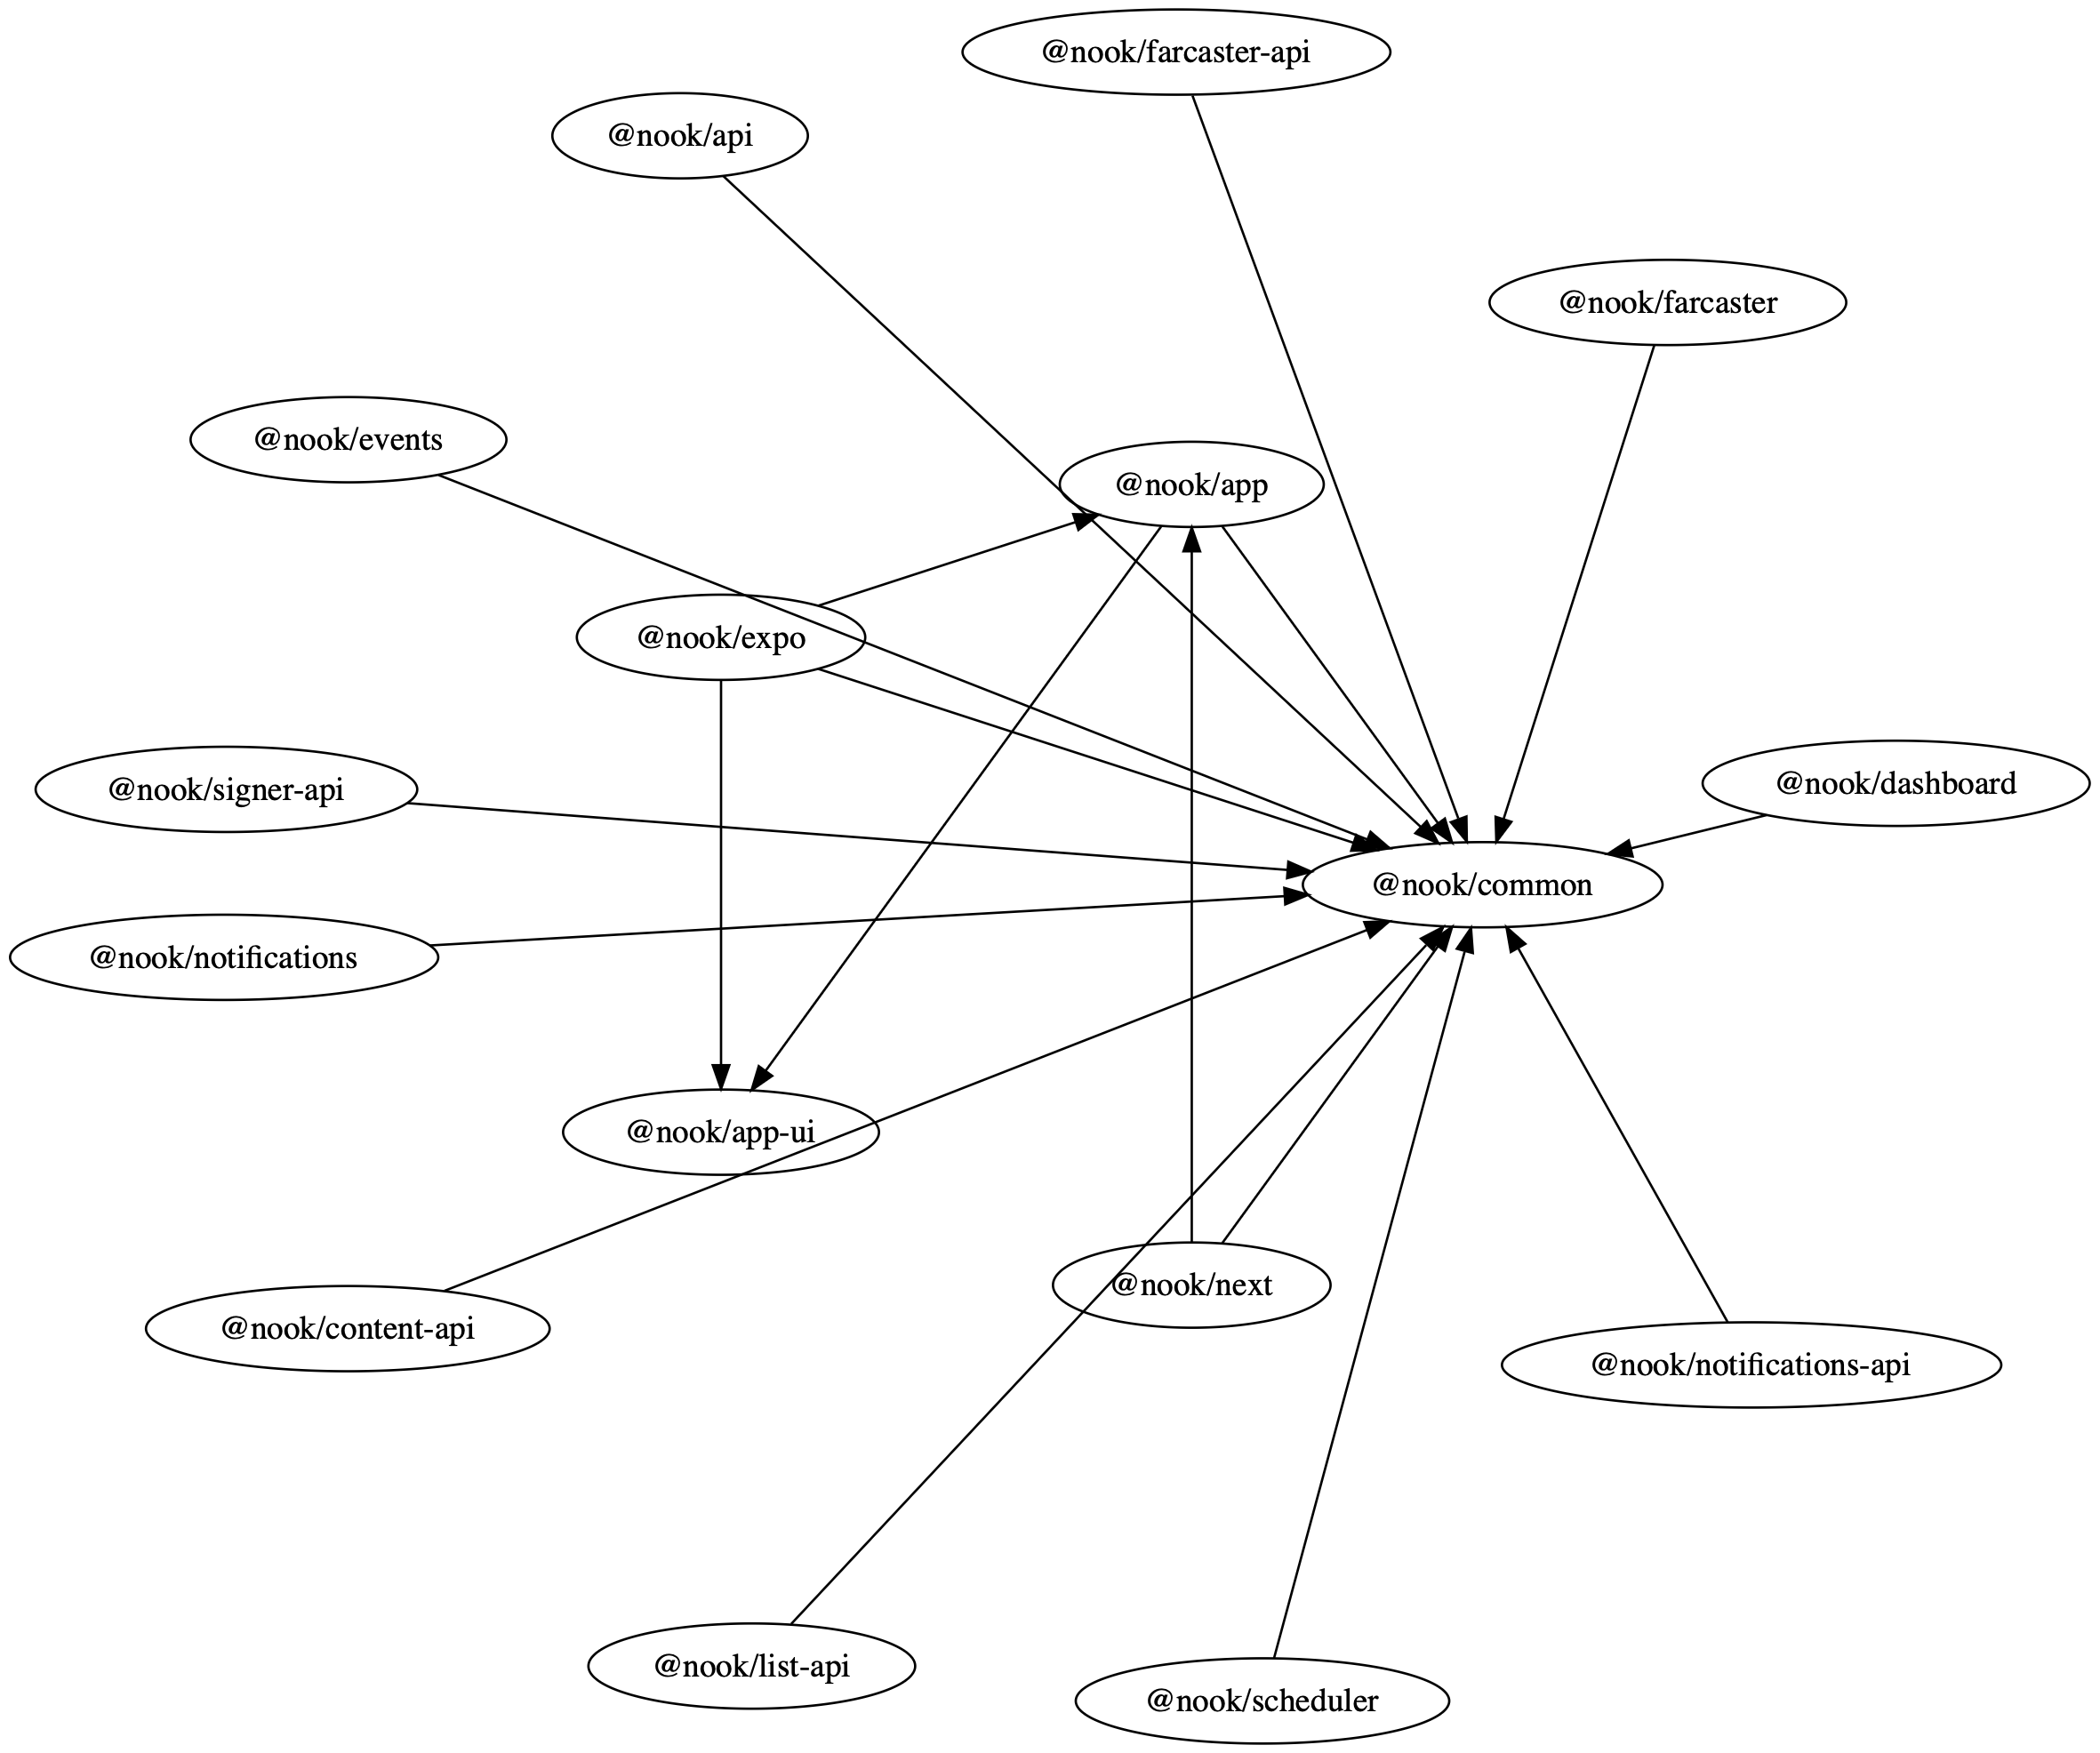 @nook/farcaster-api
@nook/api
@nook/farcaster
@nook/events
@nook/app
@nook/expo
@nook/signer-api
@nook/dashboard
@nook/common
@nook/notifications
@nook/app-ui
@nook/next
@nook/content-api
@nook/notifications-api
@nook/list-api
@nook/scheduler